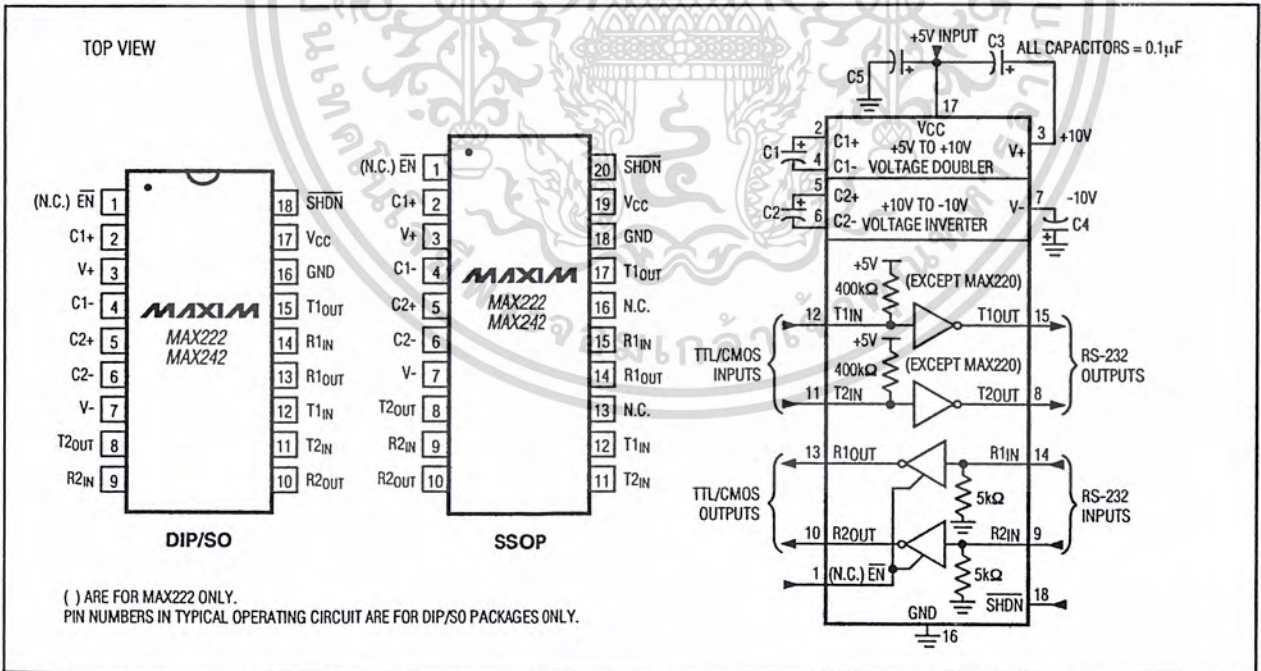 TOP VIEW
(N.C.) EN 1
C1+ 2
V+ 3
C1- 4
C2+ 5
C2- 6
V- 7
T2OUT 8
R2IN 9
18 SHDN
17 VCC
16 GND
15 T1OUT
14 R1IN
13 R1OUT
12 T1IN
11 T2IN
10 R2OUT
MAXIM
MAX222
MAX242
DIP/SO
(N.C.) EN 1
C1+ 2
V+ 3
C1- 4
C2+ 5
C2- 6
V- 7
T2OUT 8
R2IN 9
R2OUT 10
20 SHDN
19 VCC
18 GND
17 T1OUT
16 N.C.
15 R1IN
14 R1OUT
13 N.C.
12 T1IN
11 T2IN
MAXIM
MAX222
MAX242
SSOP
+5V INPUT
C3
ALL CAPACITORS = 0.1µF
C5
17
2
VCC
3
+10V
C1
C1+
+5V TO +10V
V+
4
C1-
VOLTAGE DOUBLER
5
C2+
+10V TO -10V
7
-10V
C2
6
C2-
VOLTAGE INVERTER
V-
C4
+5V
400kΩ
(EXCEPT MAX220)
12 T1IN
T1OUT 15
TTL/CMOS
INPUTS
+5V
400kΩ
(EXCEPT MAX220)
RS-232
OUTPUTS
11 T2IN
T2OUT 8
13 R1OUT
R1IN 14
TTL/CMOS
OUTPUTS
5kΩ
RS-232
INPUTS
10 R2OUT
R2IN 9
1 (N.C.) EN
5kΩ
SHDN 18
GND
16
( ) ARE FOR MAX222 ONLY.
PIN NUMBERS IN TYPICAL OPERATING CIRCUIT ARE FOR DIP/SO PACKAGES ONLY.